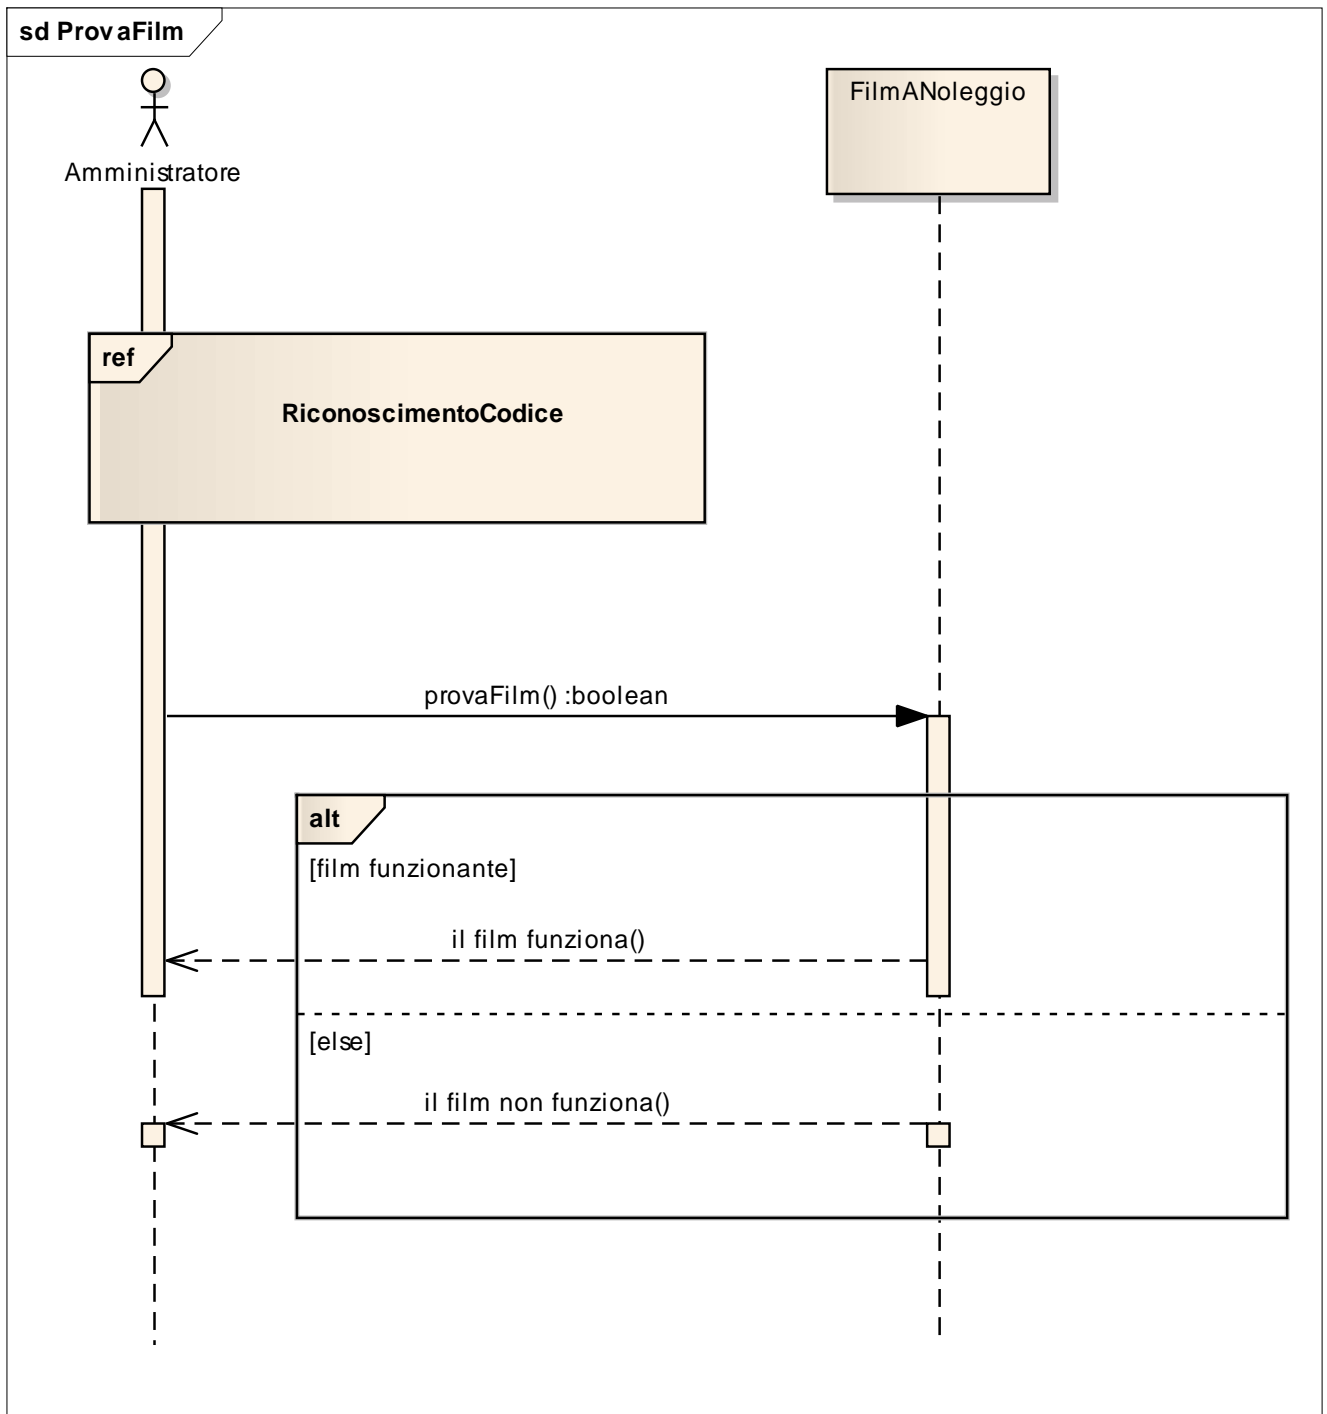 sd ProvaFilm
FilmANoleggio
Amministratore
ref
RiconoscimentoCodice
provaFilm() :boolean
alt
[film funzionante]
il film funziona()
[else]
il film non funziona()